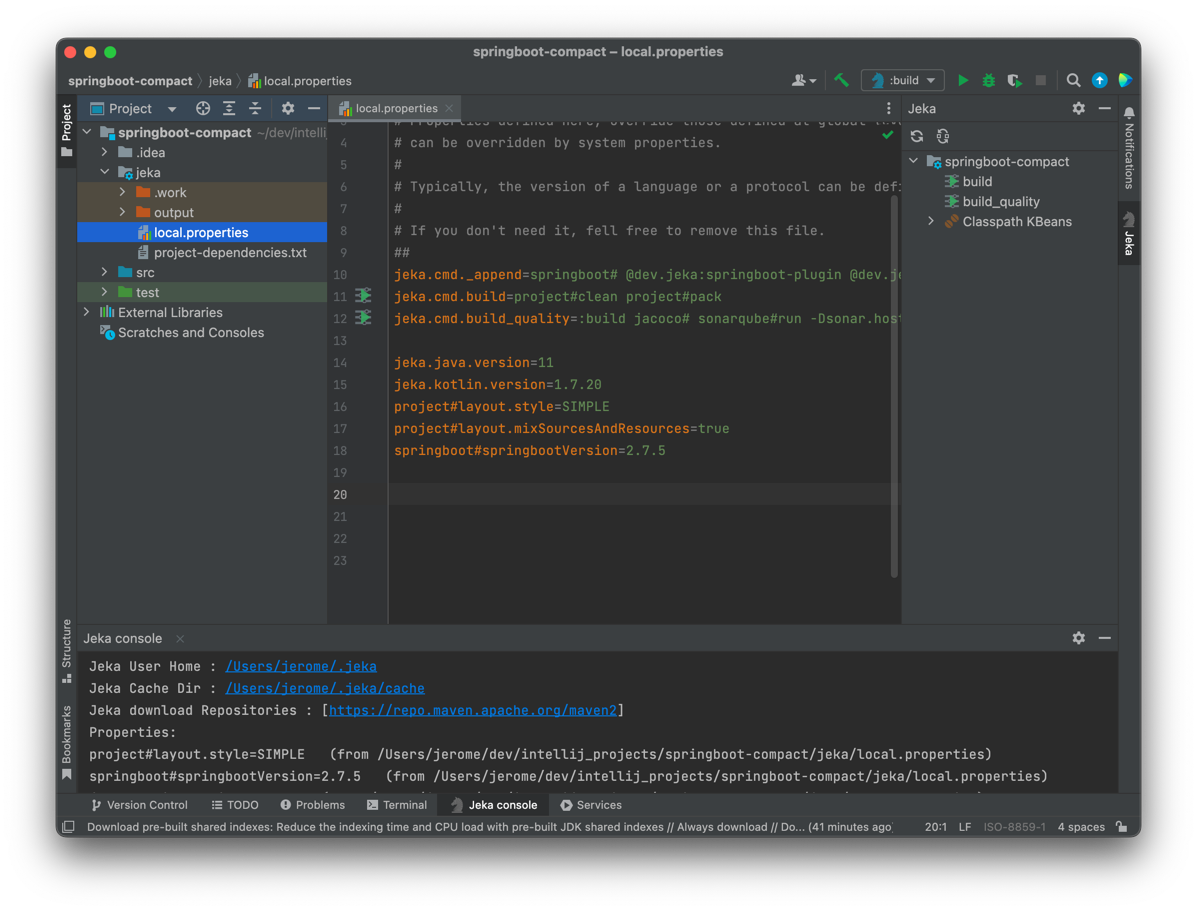 springboot-compact – local.properties
springboot-compact jeka local.properties
:build
Project
Project
springboot-compact ~/dev/intellij
.idea
jeka
.work
output
local.properties
project-dependencies.txt
src
test
External Libraries
Scratches and Consoles
local.properties
3 # Properties defined here, override those defined at global
4 # can be overridden by system properties.
5 #
6 # Typically, the version of a language or a protocol can be defi
7 #
8 # If you don't need it, fell free to remove this file.
9 ##
10 jeka.cmd._append=springboot# @dev.jeka:springboot-plugin @dev.je
11 jeka.cmd.build=project#clean project#pack
12 jeka.cmd.build_quality=:build jacoco# sonarqube#run -Dsonar.host
13
14 jeka.java.version=11
15 jeka.kotlin.version=1.7.20
16 project#layout.style=SIMPLE
17 project#layout.mixSourcesAndResources=true
18 springboot#springbootVersion=2.7.5
19
20
21
22
23
Jeka
springboot-compact
build
build_quality
Classpath KBeans
Notifications
Jeka
Structure
Bookmarks
Jeka console
Jeka User Home : /Users/jerome/.jeka
Jeka Cache Dir : /Users/jerome/.jeka/cache
Jeka download Repositories : [https://repo.maven.apache.org/maven2]
Properties:
project#layout.style=SIMPLE (from /Users/jerome/dev/intellij_projects/springboot-compact/jeka/local.properties)
springboot#springbootVersion=2.7.5 (from /Users/jerome/dev/intellij_projects/springboot-compact/jeka/local.properties)
Version Control TODO Problems Terminal Jeka console Services
Download pre-built shared indexes: Reduce the indexing time and CPU load with pre-built JDK shared indexes // Always download // Do... (41 minutes ago) 20:1 LF ISO-8859-1 4 spaces